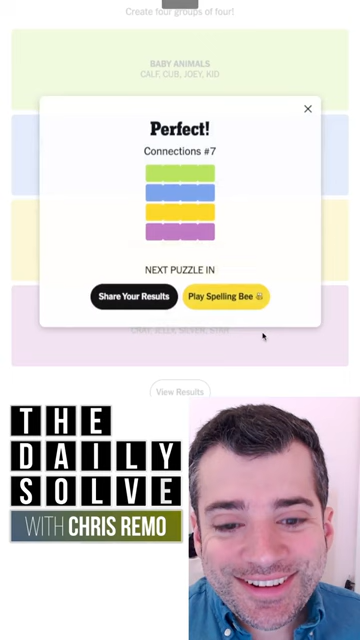 Create four groups of four!
BABY ANIMALS
CALF, CUB, JOEY, KID
Perfect!
Connections #7
NEXT PUZZLE IN
Share Your Results
Play Spelling Bee
View Results
THE
DAILY
SOLVE
WITH CHRIS REMO